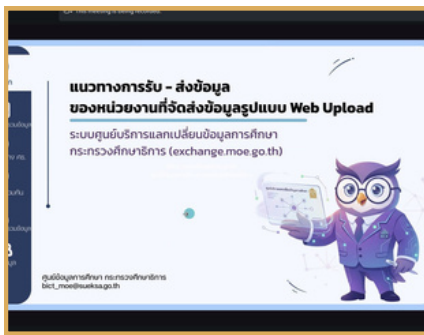 This meeting is being recorded
แนวทางการรับ - ส่งข้อมูล
ของหน่วยงานที่จัดส่งข้อมูลรูปแบบ Web Upload
ระบบศูนย์บริการแลกเปลี่ยนข้อมูลการศึกษา
กระทรวงศึกษาธิการ (exchange.moe.go.th)
ศูนย์ข้อมูลการศึกษา กระทรวงศึกษาธิการ
bict_moe@sueksa.go.th